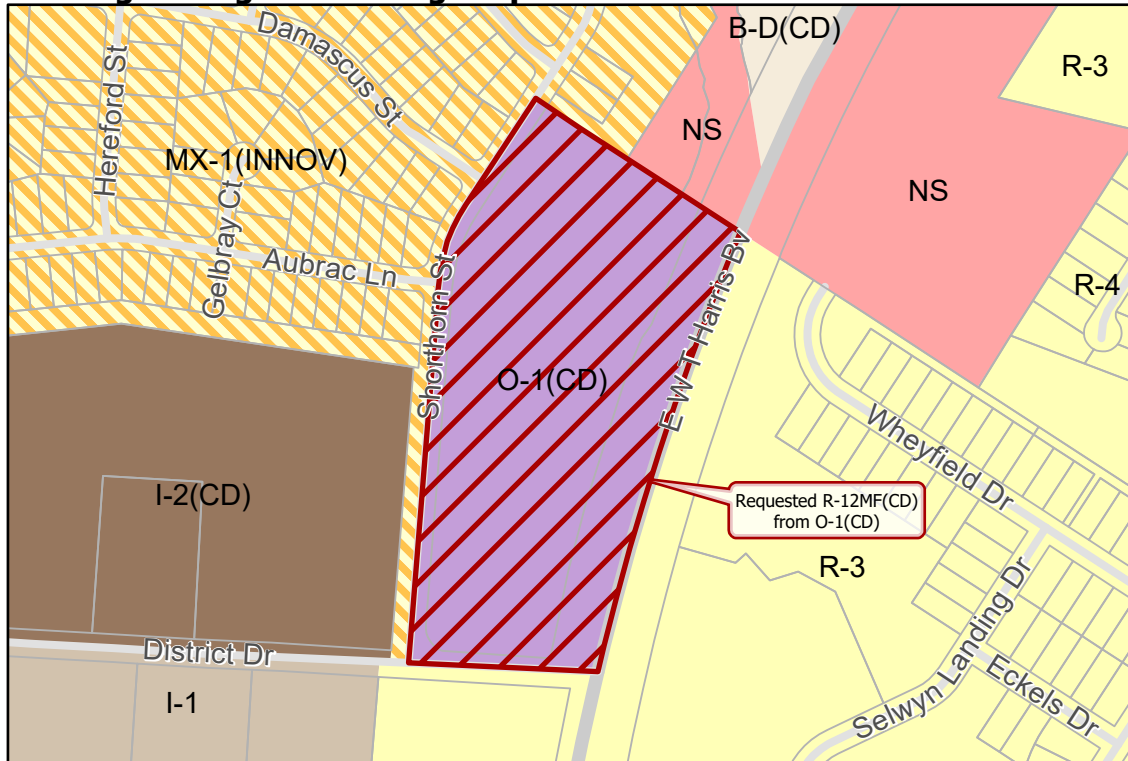 B-D(CD)
R-3
Damascus St
Hereford St
NS
MX-1(INNOV)
Gelbray Ct
NS
Aubrac Ln
E W T Harris Bv
R-4
Shorthorn St
O-1(CD)
Wheyfield Dr
I-2(CD)
Requested R-12MF(CD)
from O-1(CD)
R-3
Selwyn Landing Dr
District Dr
Eckels Dr
I-1